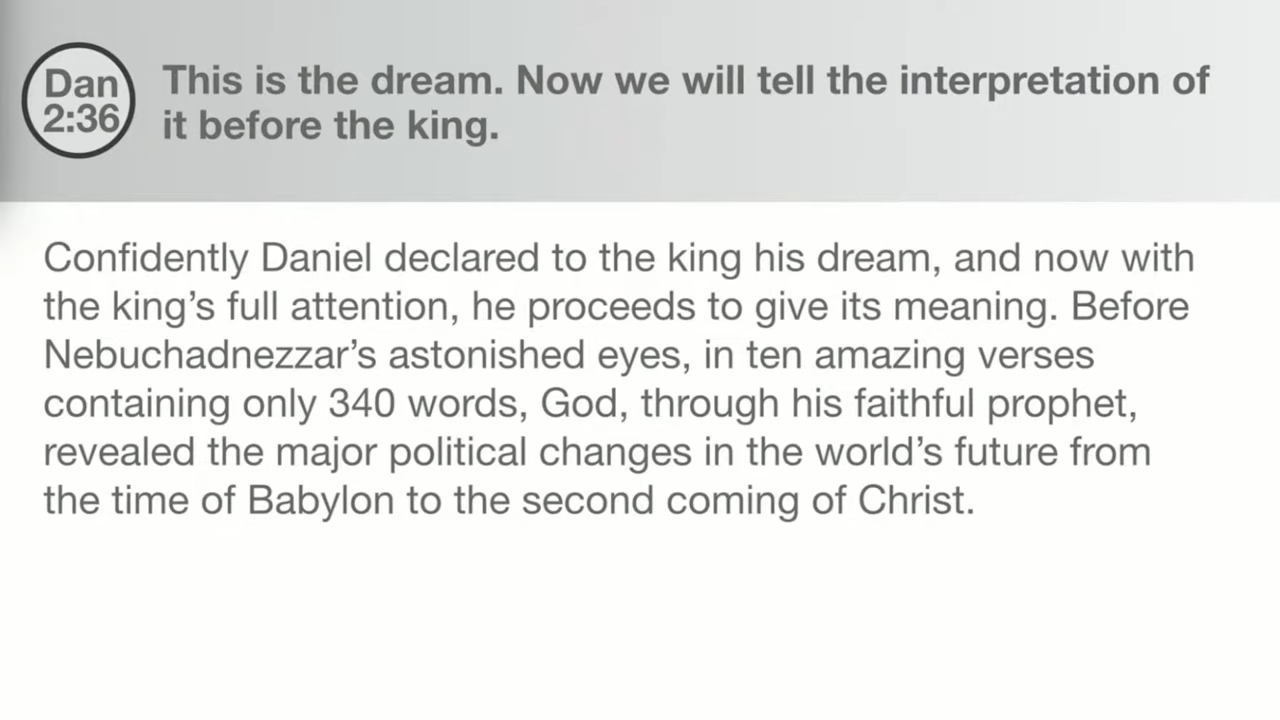 Dan
2:36
This is the dream. Now we will tell the interpretation of
it before the king.
Confidently Daniel declared to the king his dream, and now with
the king’s full attention, he proceeds to give its meaning. Before
Nebuchadnezzar’s astonished eyes, in ten amazing verses
containing only 340 words, God, through his faithful prophet,
revealed the major political changes in the world’s future from
the time of Babylon to the second coming of Christ.